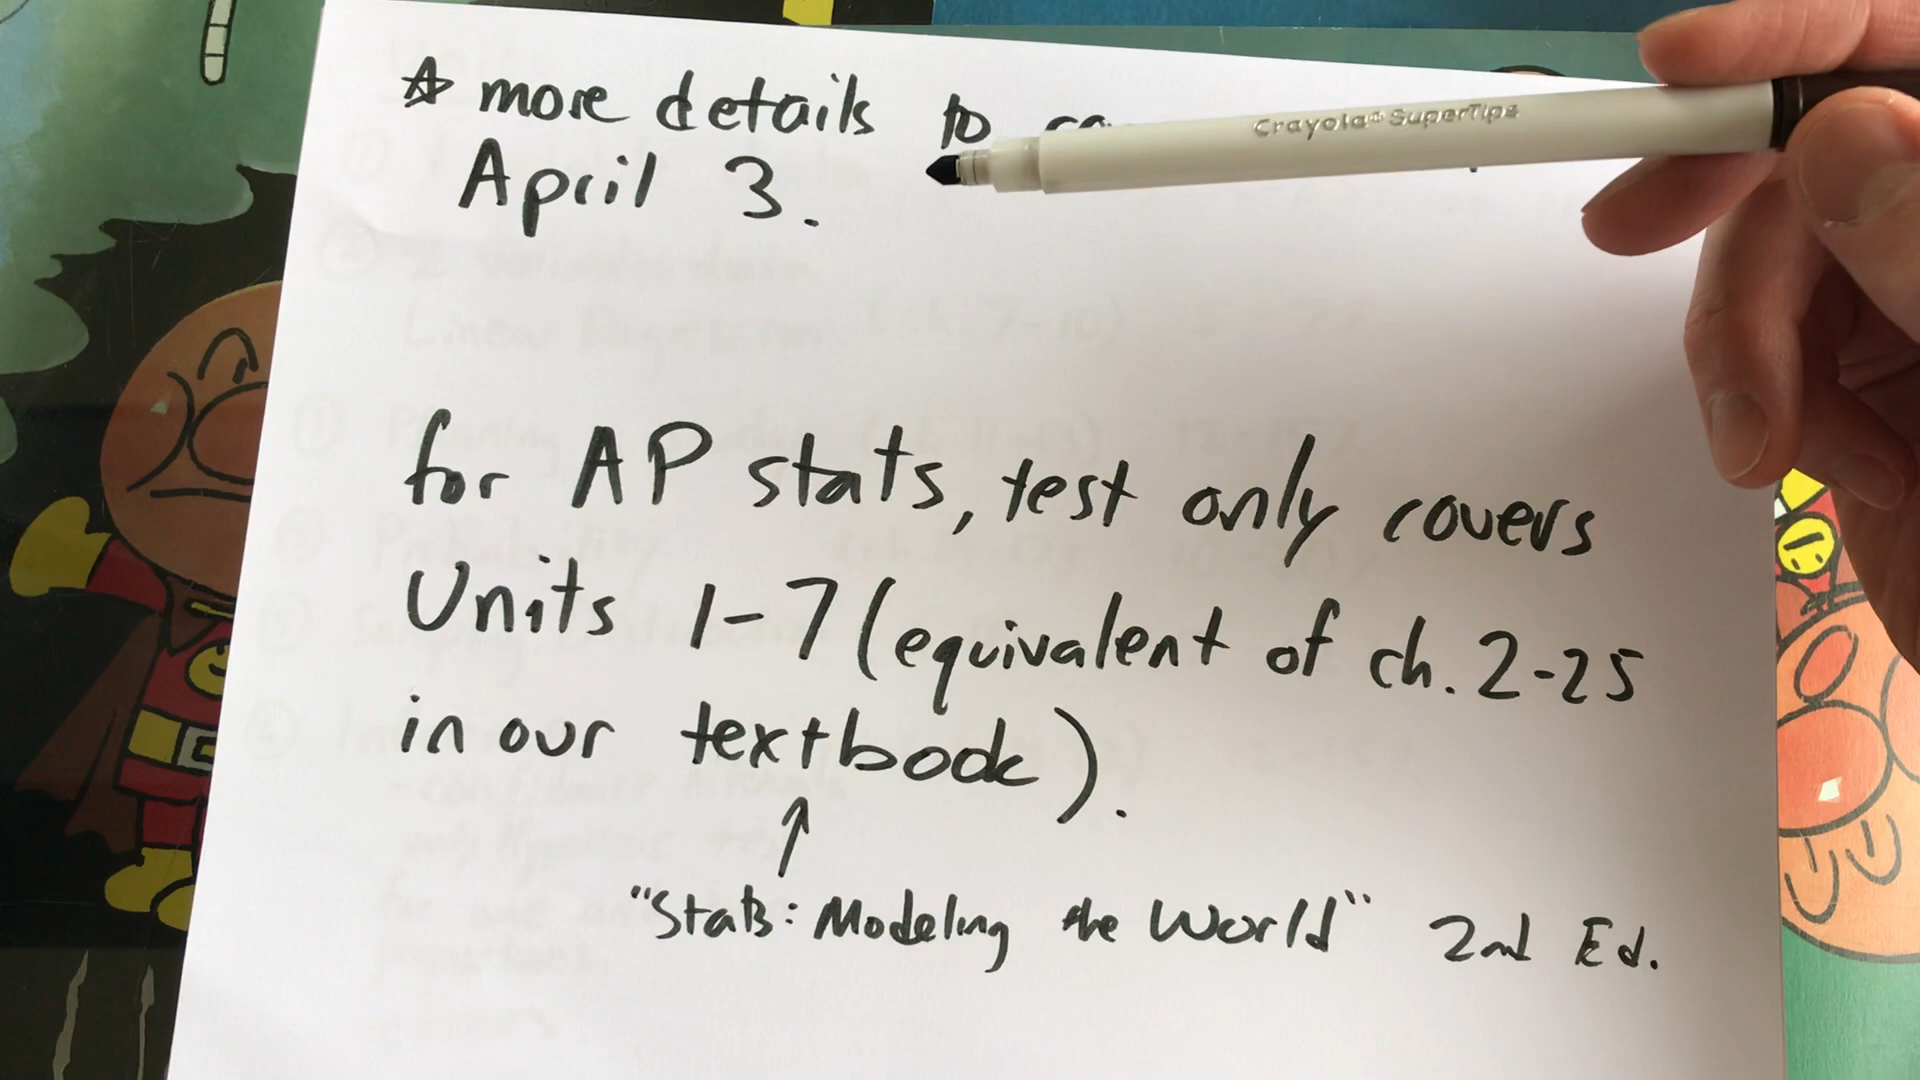 ☆ more details to
April 3.
Crayola SuperTips
for AP stats, test only covers
Units 1-7 (equivalent of ch. 2-25
in our textbook).
↑
"Stats: Modeling the World" 2nd Ed.